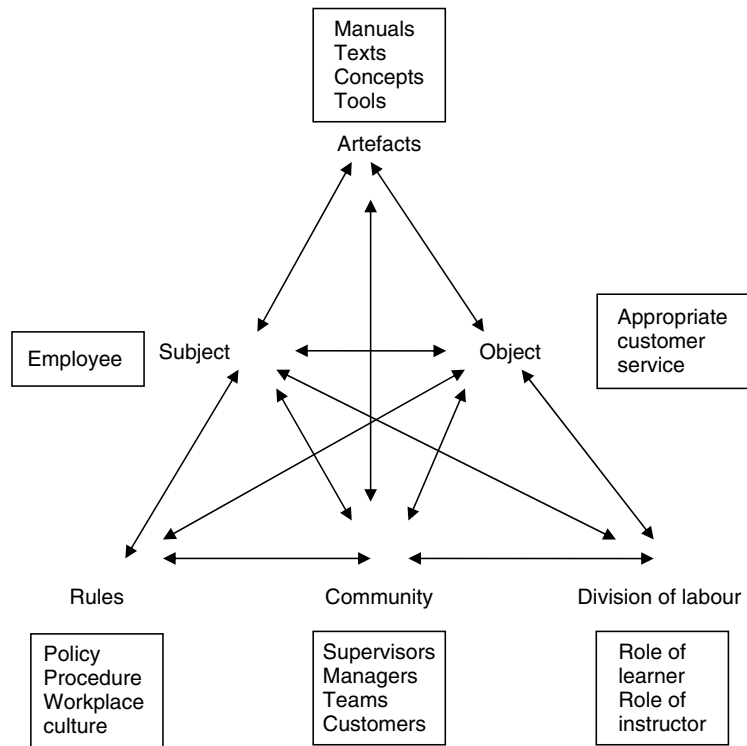 Manuals
Texts
Concepts
Tools
Artefacts
Employee
Subject
Object
Appropriate
customer
service
Rules
Community
Division of labour
Policy
Procedure
Workplace
culture
Supervisors
Managers
Teams
Customers
Role of
learner
Role of
instructor